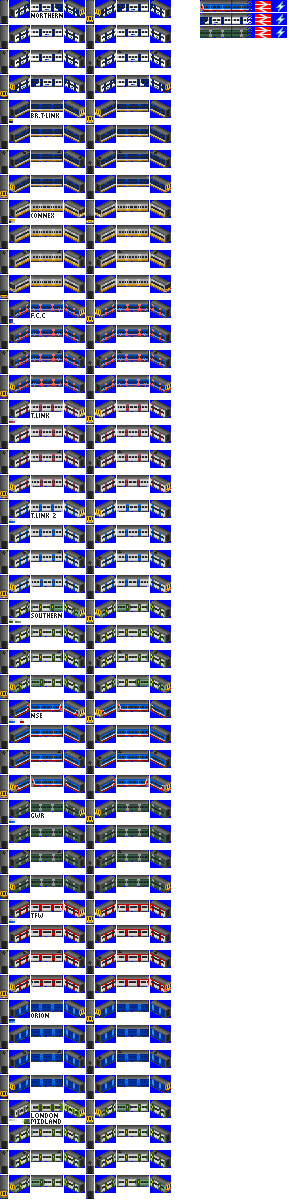 NORTHERN
BR.T-LINK
CONNEX
F.C.C
T.LINK
T.LINK 2
SOUTHERN
NSE
GWR
TFW
ORION
LONDON
MIDLAND